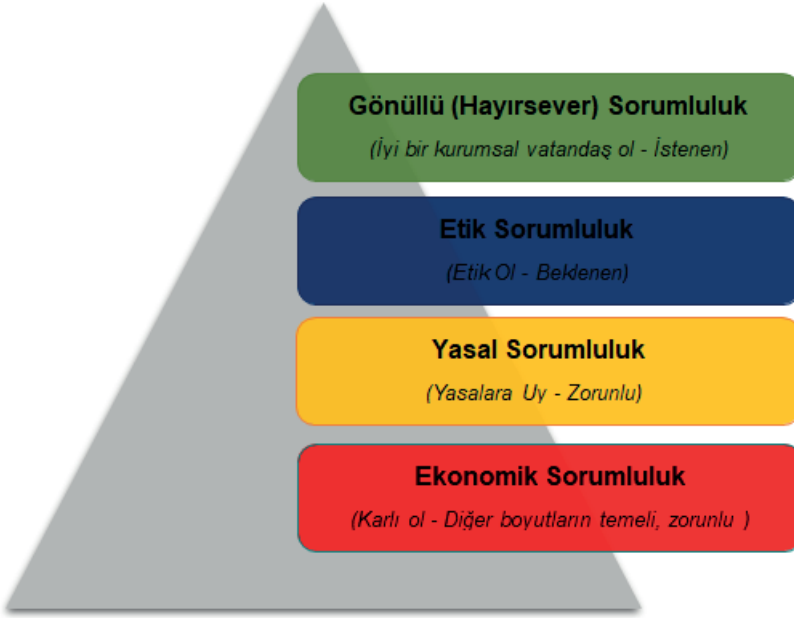 Gönüllü (Hayırsever) Sorumluluk
(İyi bir kurumsal vatandaş ol - İstenen)
Etik Sorumluluk
(Etik Ol - Beklenen)
Yasal Sorumluluk
(Yasalara Uy - Zorunlu)
Ekonomik Sorumluluk
(Karlı ol - Diğer boyutların temeli, zorunlu )